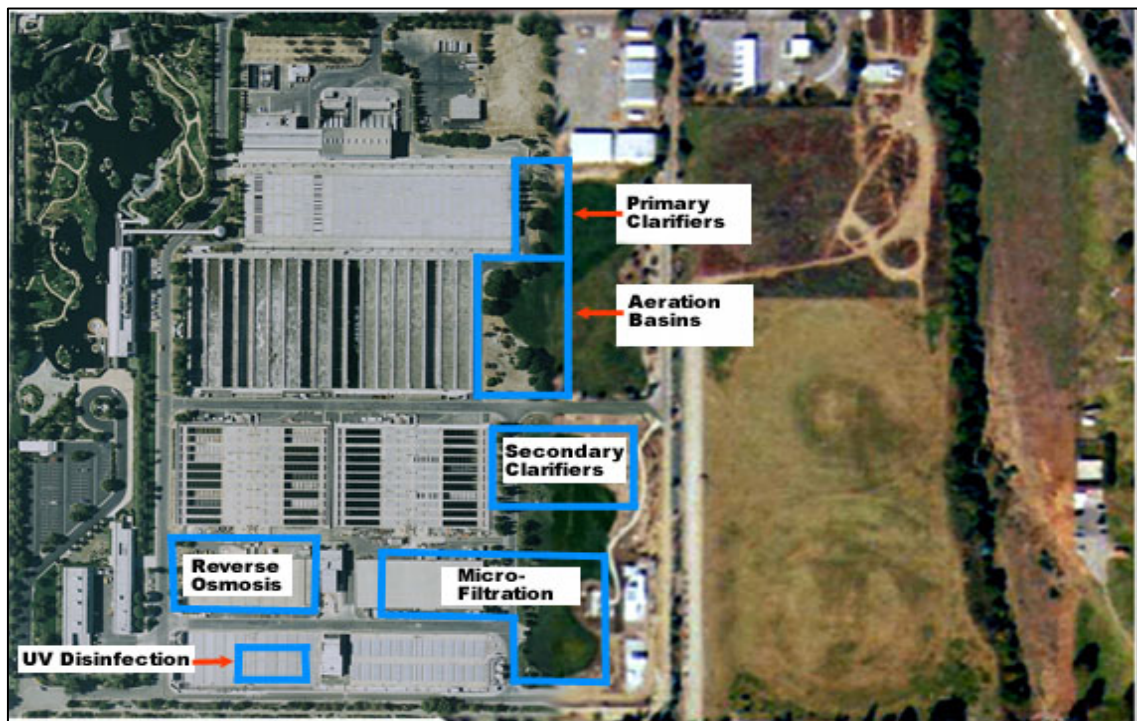 Primary
Clarifiers
Aeration
Basins
Secondary
Clarifiers
Reverse
Osmosis
Micro-
Filtration
UV Disinfection